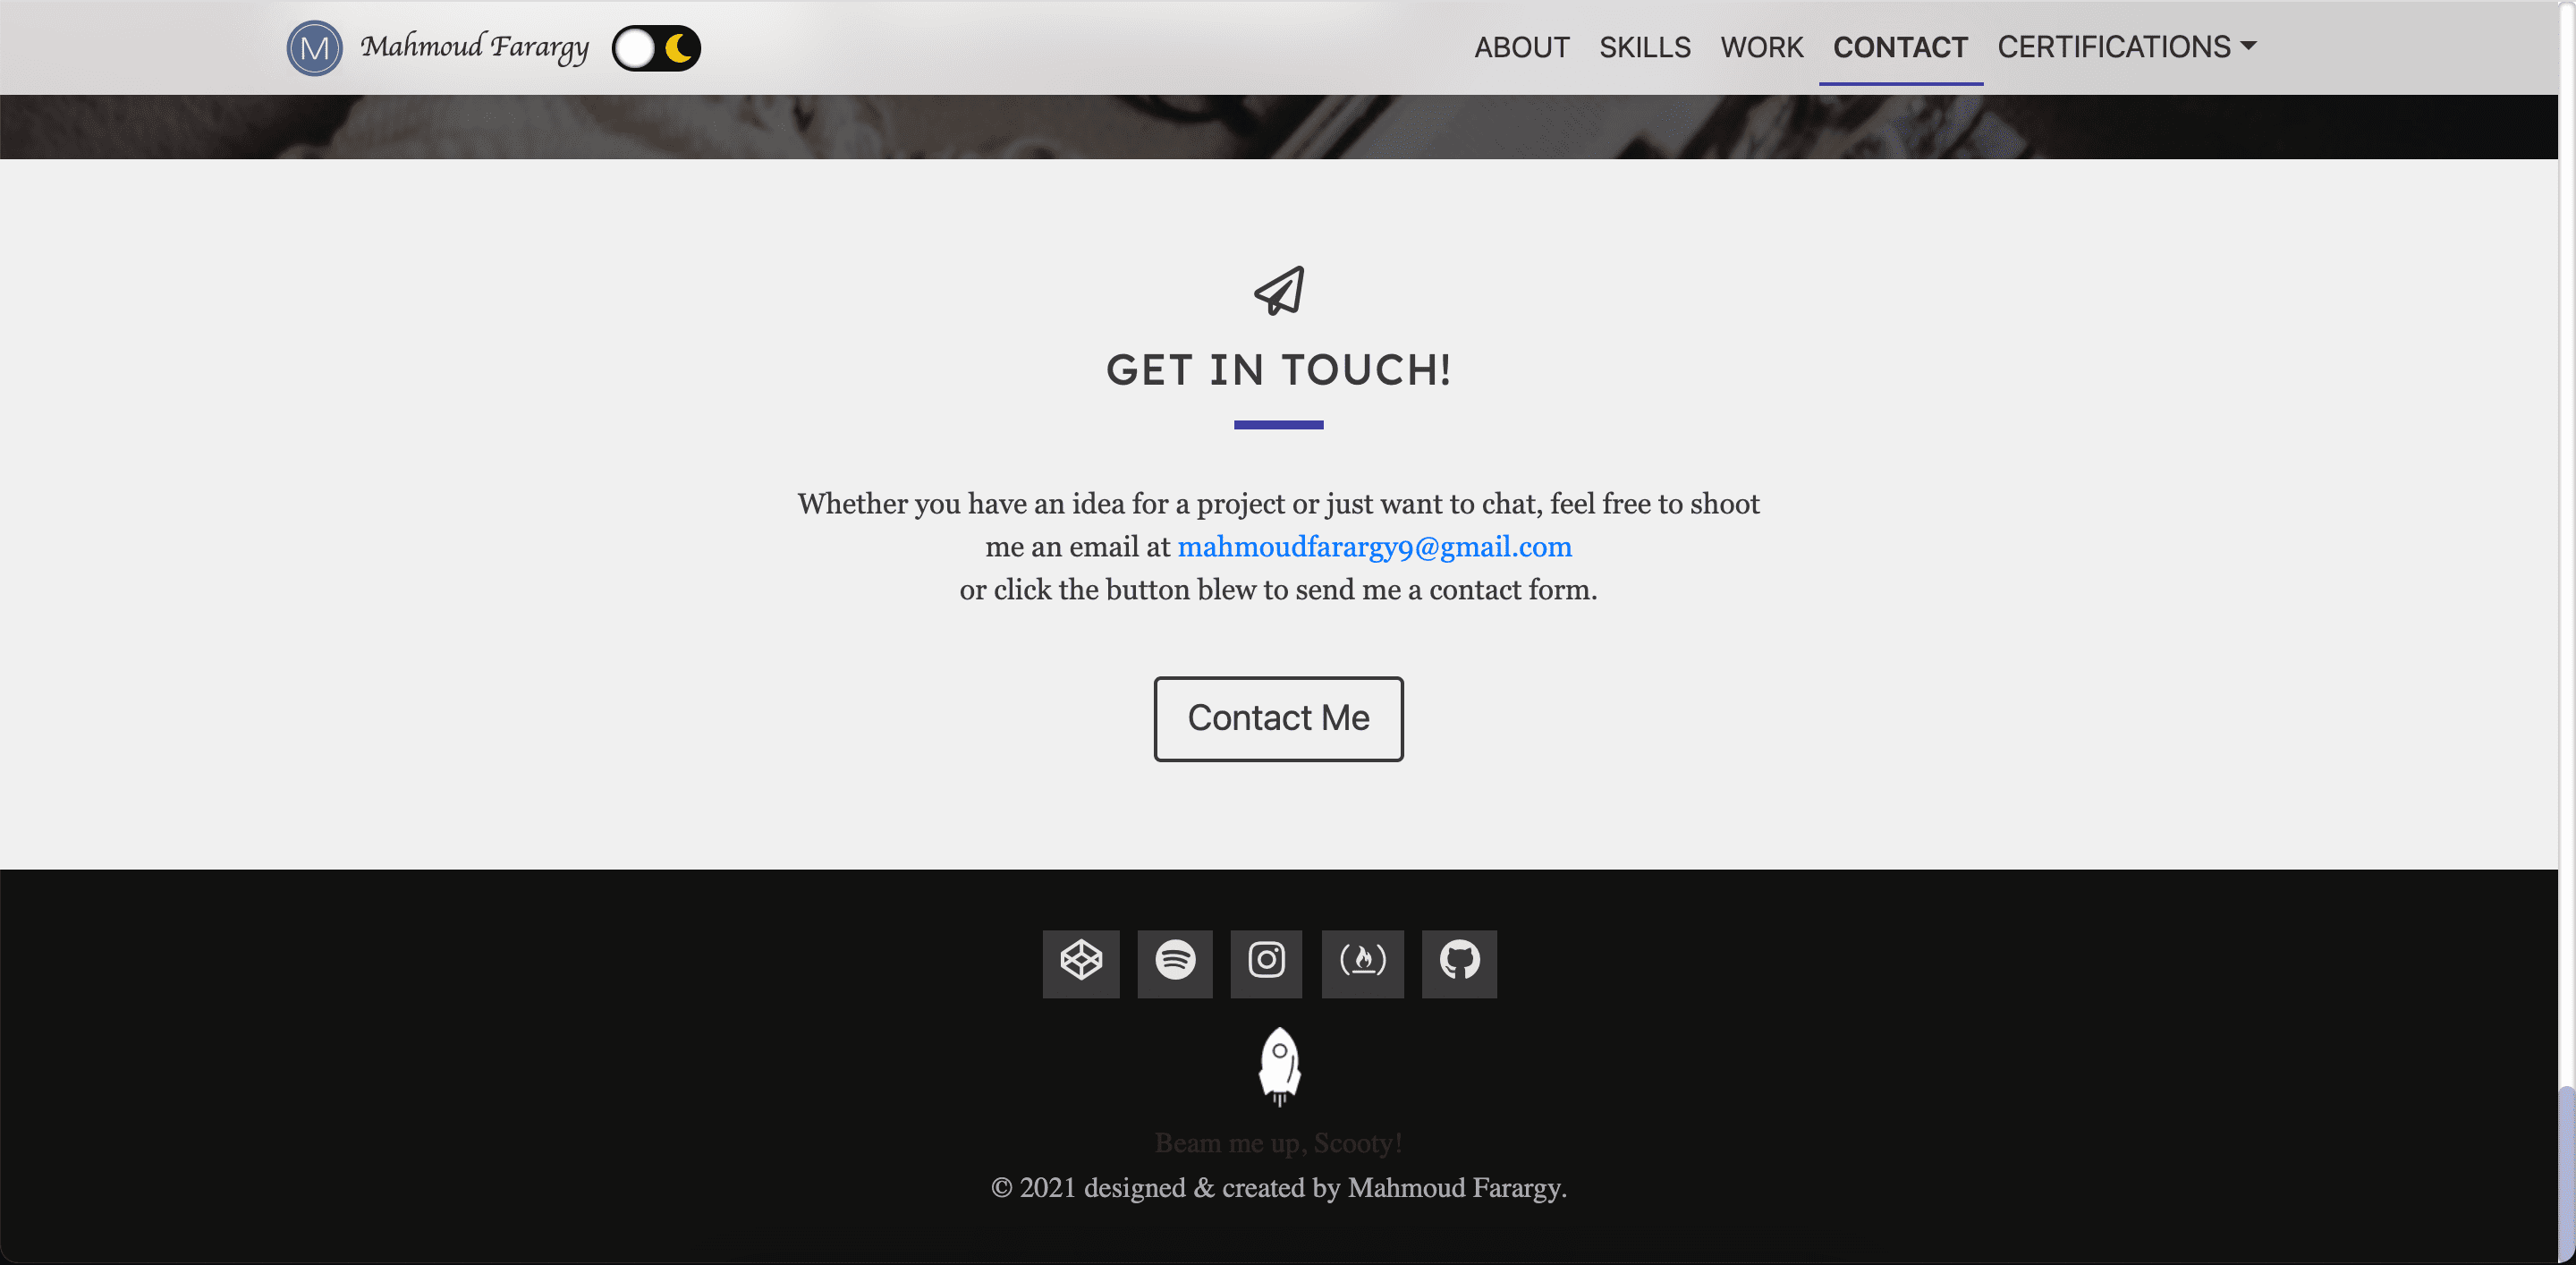 M Mahmoud Farargy ABOUT SKILLS WORK CONTACT CERTIFICATIONS
GET IN TOUCH!
Whether you have an idea for a project or just want to chat, feel free to shoot
me an email at mahmoudfarargy9@gmail.com
or click the button blew to send me a contact form.
Contact Me
Beam me up, Scooty!
© 2021 designed & created by Mahmoud Farargy.